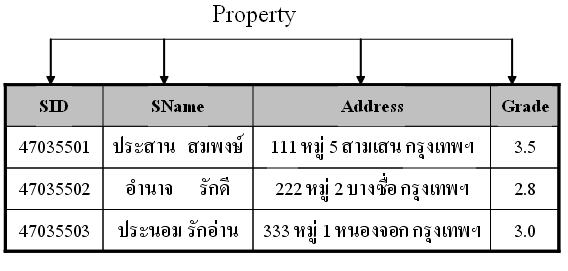 Property
SID SName Address Grade
47035501 ประสาน สมพงษ์ 111 หมู่ 5 สามเสน กรุงเทพฯ 3.5
47035502 อำนาจ รักดี 222 หมู่ 2 บางซื่อ กรุงเทพฯ 2.8
47035503 ประนอม รักอ่าน 333 หมู่ 1 หนองจอก กรุงเทพฯ 3.0